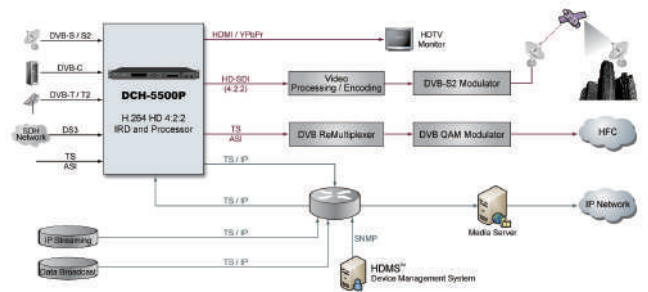 DVB-S / S2
DVB-C
DVB-T / T2
SDH
Network
DS3
TS
ASI
DCH-5500P
H.264 HD 4:2:2
IRD and Processor
HDMI / YPbPr
HDTV
Monitor
HD-SDI
(4:2:2)
Video
Processing / Encoding
DVB-S2 Modulator
TS
ASI
DVB ReMultiplexer
DVB QAM Modulator
HFC
TS / IP
TS / IP
Media Server
IP Network
IP Streaming
TS / IP
SNMP
Data Broadcast
TS / IP
HDMS™
Device Management System